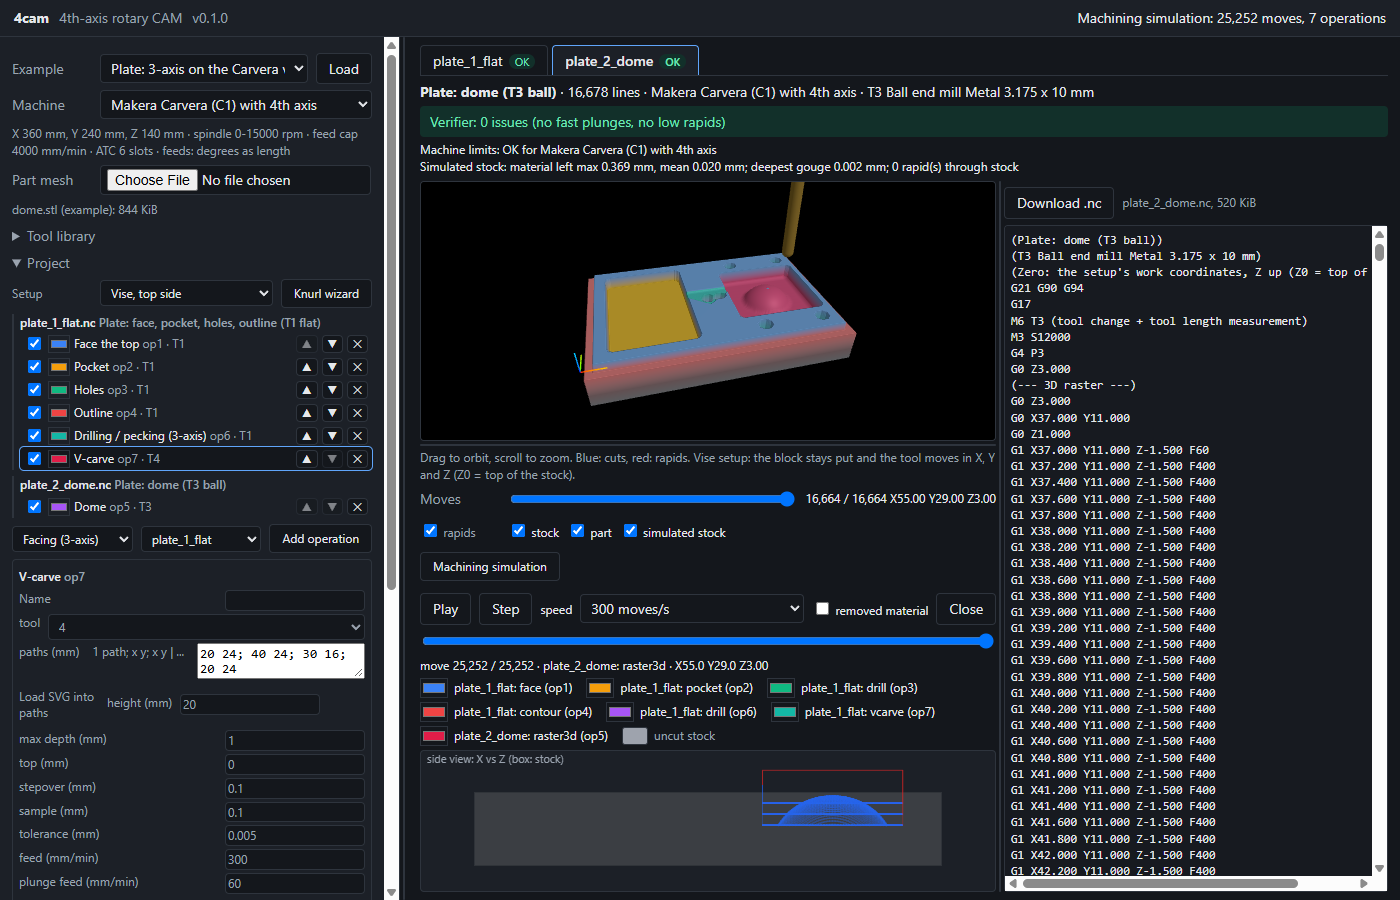 4cam 4th-axis rotary CAM v0.1.0
Machining simulation: 25,252 moves, 7 operations
Example Plate: 3-axis on the Carvera v Load
Machine Makera Carvera (C1) with 4th axis
X 360 mm, Y 240 mm, Z 140 mm · spindle 0-15000 rpm · feed cap
4000 mm/min · ATC 6 slots · feeds: degrees as length
Part mesh Choose File No file chosen
dome.stl (example): 844 KiB
Tool library
Project
Setup Vise, top side Knurl wizard
plate_1_flat.nc Plate: face, pocket, holes, outline (T1 flat)
Face the top op1 · T1
Pocket op2 · T1
Holes op3 · T1
Outline op4 · T1
Drilling / pecking (3-axis) op6 · T1
V-carve op7 · T4
plate_2_dome.nc Plate: dome (T3 ball)
Dome op5 · T3
Facing (3-axis) plate_1_flat Add operation
V-carve op7
Name
tool 4
paths (mm) 1 path; x y; x y | ... 20 24; 40 24; 30 16;
20 24
Load SVG into
paths height (mm) 20
max depth (mm) 1
top (mm) 0
stepover (mm) 0.1
sample (mm) 0.1
tolerance (mm) 0.005
feed (mm/min) 300
plunge feed (mm/min) 60
plate_1_flat OK plate_2_dome OK
Plate: dome (T3 ball) · 16,678 lines · Makera Carvera (C1) with 4th axis · T3 Ball end mill Metal 3.175 x 10 mm
Verifier: 0 issues (no fast plunges, no low rapids)
Machine limits: OK for Makera Carvera (C1) with 4th axis
Simulated stock: material left max 0.369 mm, mean 0.020 mm; deepest gouge 0.002 mm; 0 rapid(s) through stock
Drag to orbit, scroll to zoom. Blue: cuts, red: rapids. Vise setup: the block stays put and the tool moves in X, Y
and Z (Z0 = top of the stock).
Moves 16,664 / 16,664 X55.00 Y29.00 Z3.00
rapids stock part simulated stock
Machining simulation
Play Step speed 300 moves/s removed material Close
move 25,252 / 25,252 · plate_2_dome: raster3d · X55.0 Y29.0 Z3.00
plate_1_flat: face (op1) plate_1_flat: pocket (op2) plate_1_flat: drill (op3)
plate_1_flat: contour (op4) plate_1_flat: drill (op6) plate_1_flat: vcarve (op7)
plate_2_dome: raster3d (op5) uncut stock
side view: X vs Z (box: stock)
Download .nc plate_2_dome.nc, 520 KiB
(Plate: dome (T3 ball))
(T3 Ball end mill Metal 3.175 x 10 mm)
(Zero: the setup's work coordinates, Z up (Z0 = top of
G21 G90 G94
G17
M6 T3 (tool change + tool length measurement)
M3 S12000
G4 P3
G0 Z3.000
(--- 3D raster ---)
G0 Z3.000
G0 X37.000 Y11.000
G0 Z1.000
G1 X37.000 Y11.000 Z-1.500 F60
G1 X37.200 Y11.000 Z-1.500 F400
G1 X37.400 Y11.000 Z-1.500 F400
G1 X37.600 Y11.000 Z-1.500 F400
G1 X37.800 Y11.000 Z-1.500 F400
G1 X38.000 Y11.000 Z-1.500 F400
G1 X38.200 Y11.000 Z-1.500 F400
G1 X38.400 Y11.000 Z-1.500 F400
G1 X38.600 Y11.000 Z-1.500 F400
G1 X38.800 Y11.000 Z-1.500 F400
G1 X39.000 Y11.000 Z-1.500 F400
G1 X39.200 Y11.000 Z-1.500 F400
G1 X39.400 Y11.000 Z-1.500 F400
G1 X39.600 Y11.000 Z-1.500 F400
G1 X39.800 Y11.000 Z-1.500 F400
G1 X40.000 Y11.000 Z-1.500 F400
G1 X40.200 Y11.000 Z-1.500 F400
G1 X40.400 Y11.000 Z-1.500 F400
G1 X40.600 Y11.000 Z-1.500 F400
G1 X40.800 Y11.000 Z-1.500 F400
G1 X41.000 Y11.000 Z-1.500 F400
G1 X41.200 Y11.000 Z-1.500 F400
G1 X41.400 Y11.000 Z-1.500 F400
G1 X41.600 Y11.000 Z-1.500 F400
G1 X41.800 Y11.000 Z-1.500 F400
G1 X42.000 Y11.000 Z-1.500 F400
G1 X42.200 Y11.000 Z-1.500 F400